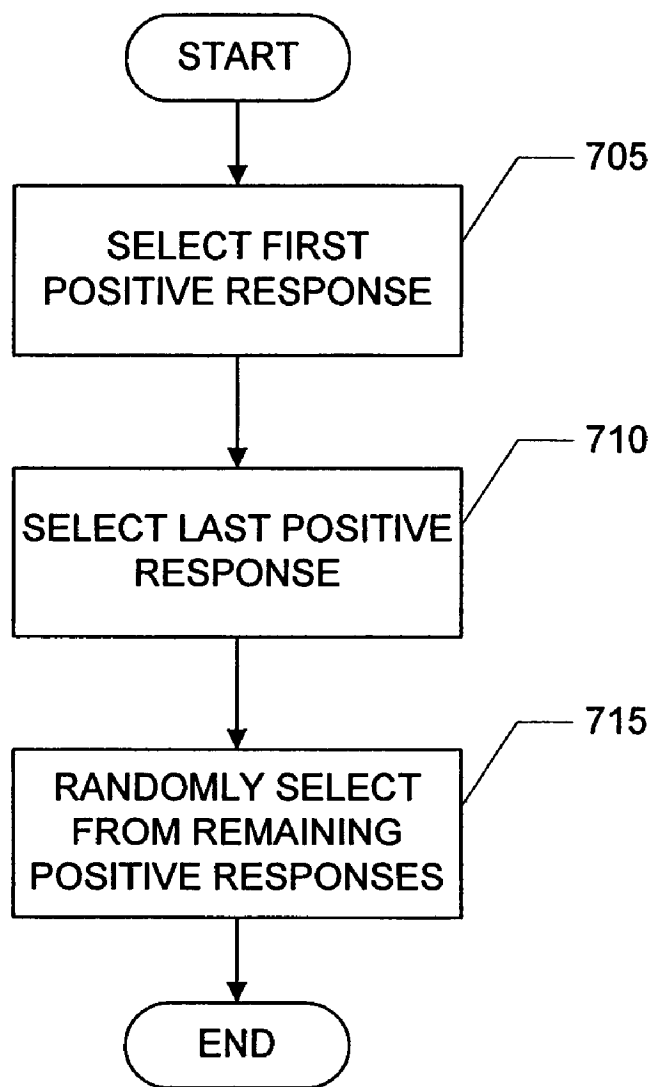 START
705
SELECT FIRST
POSITIVE RESPONSE
710
SELECT LAST POSITIVE
RESPONSE
715
RANDOMLY SELECT
FROM REMAINING
POSITIVE RESPONSES
END